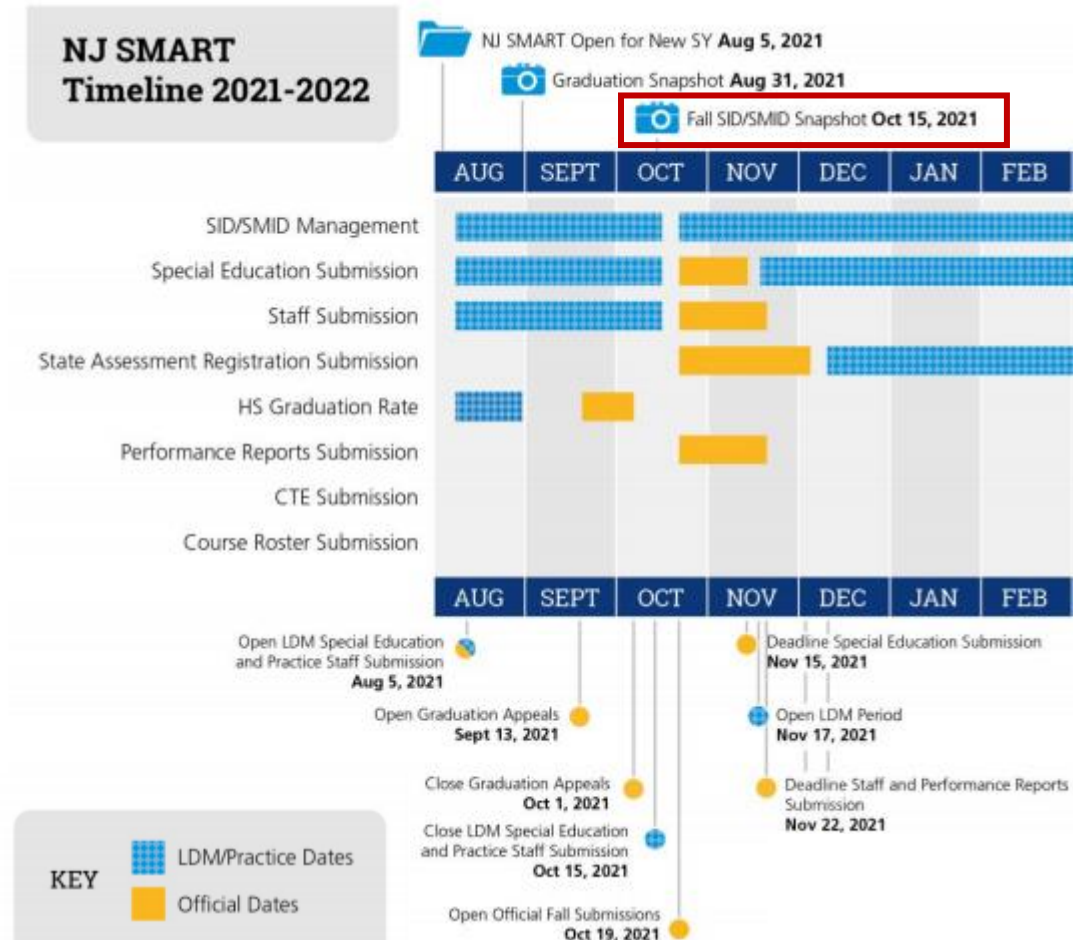 NJ SMART
Timeline 2021-2022
NJ SMART Open for New SY Aug 5, 2021
Graduation Snapshot Aug 31, 2021
Fall SID/SMID Snapshot Oct 15, 2021
AUG SEPT OCT NOV DEC JAN FEB
SID/SMID Management
Special Education Submission
Staff Submission
State Assessment Registration Submission
HS Graduation Rate
Performance Reports Submission
CTE Submission
Course Roster Submission
AUG SEPT OCT NOV DEC JAN FEB
Open LDM Special Education
and Practice Staff Submission
Aug 5, 2021
Deadline Special Education Submission
Nov 15, 2021
Open Graduation Appeals
Sept 13, 2021
Open LDM Period
Nov 17, 2021
Close Graduation Appeals
Oct 1, 2021
Deadline Staff and Performance Reports
Submission
Nov 22, 2021
Close LDM Special Education
and Practice Staff Submission
Oct 15, 2021
Open Official Fall Submissions
Oct 19, 2021
KEY
LDM/Practice Dates
Official Dates